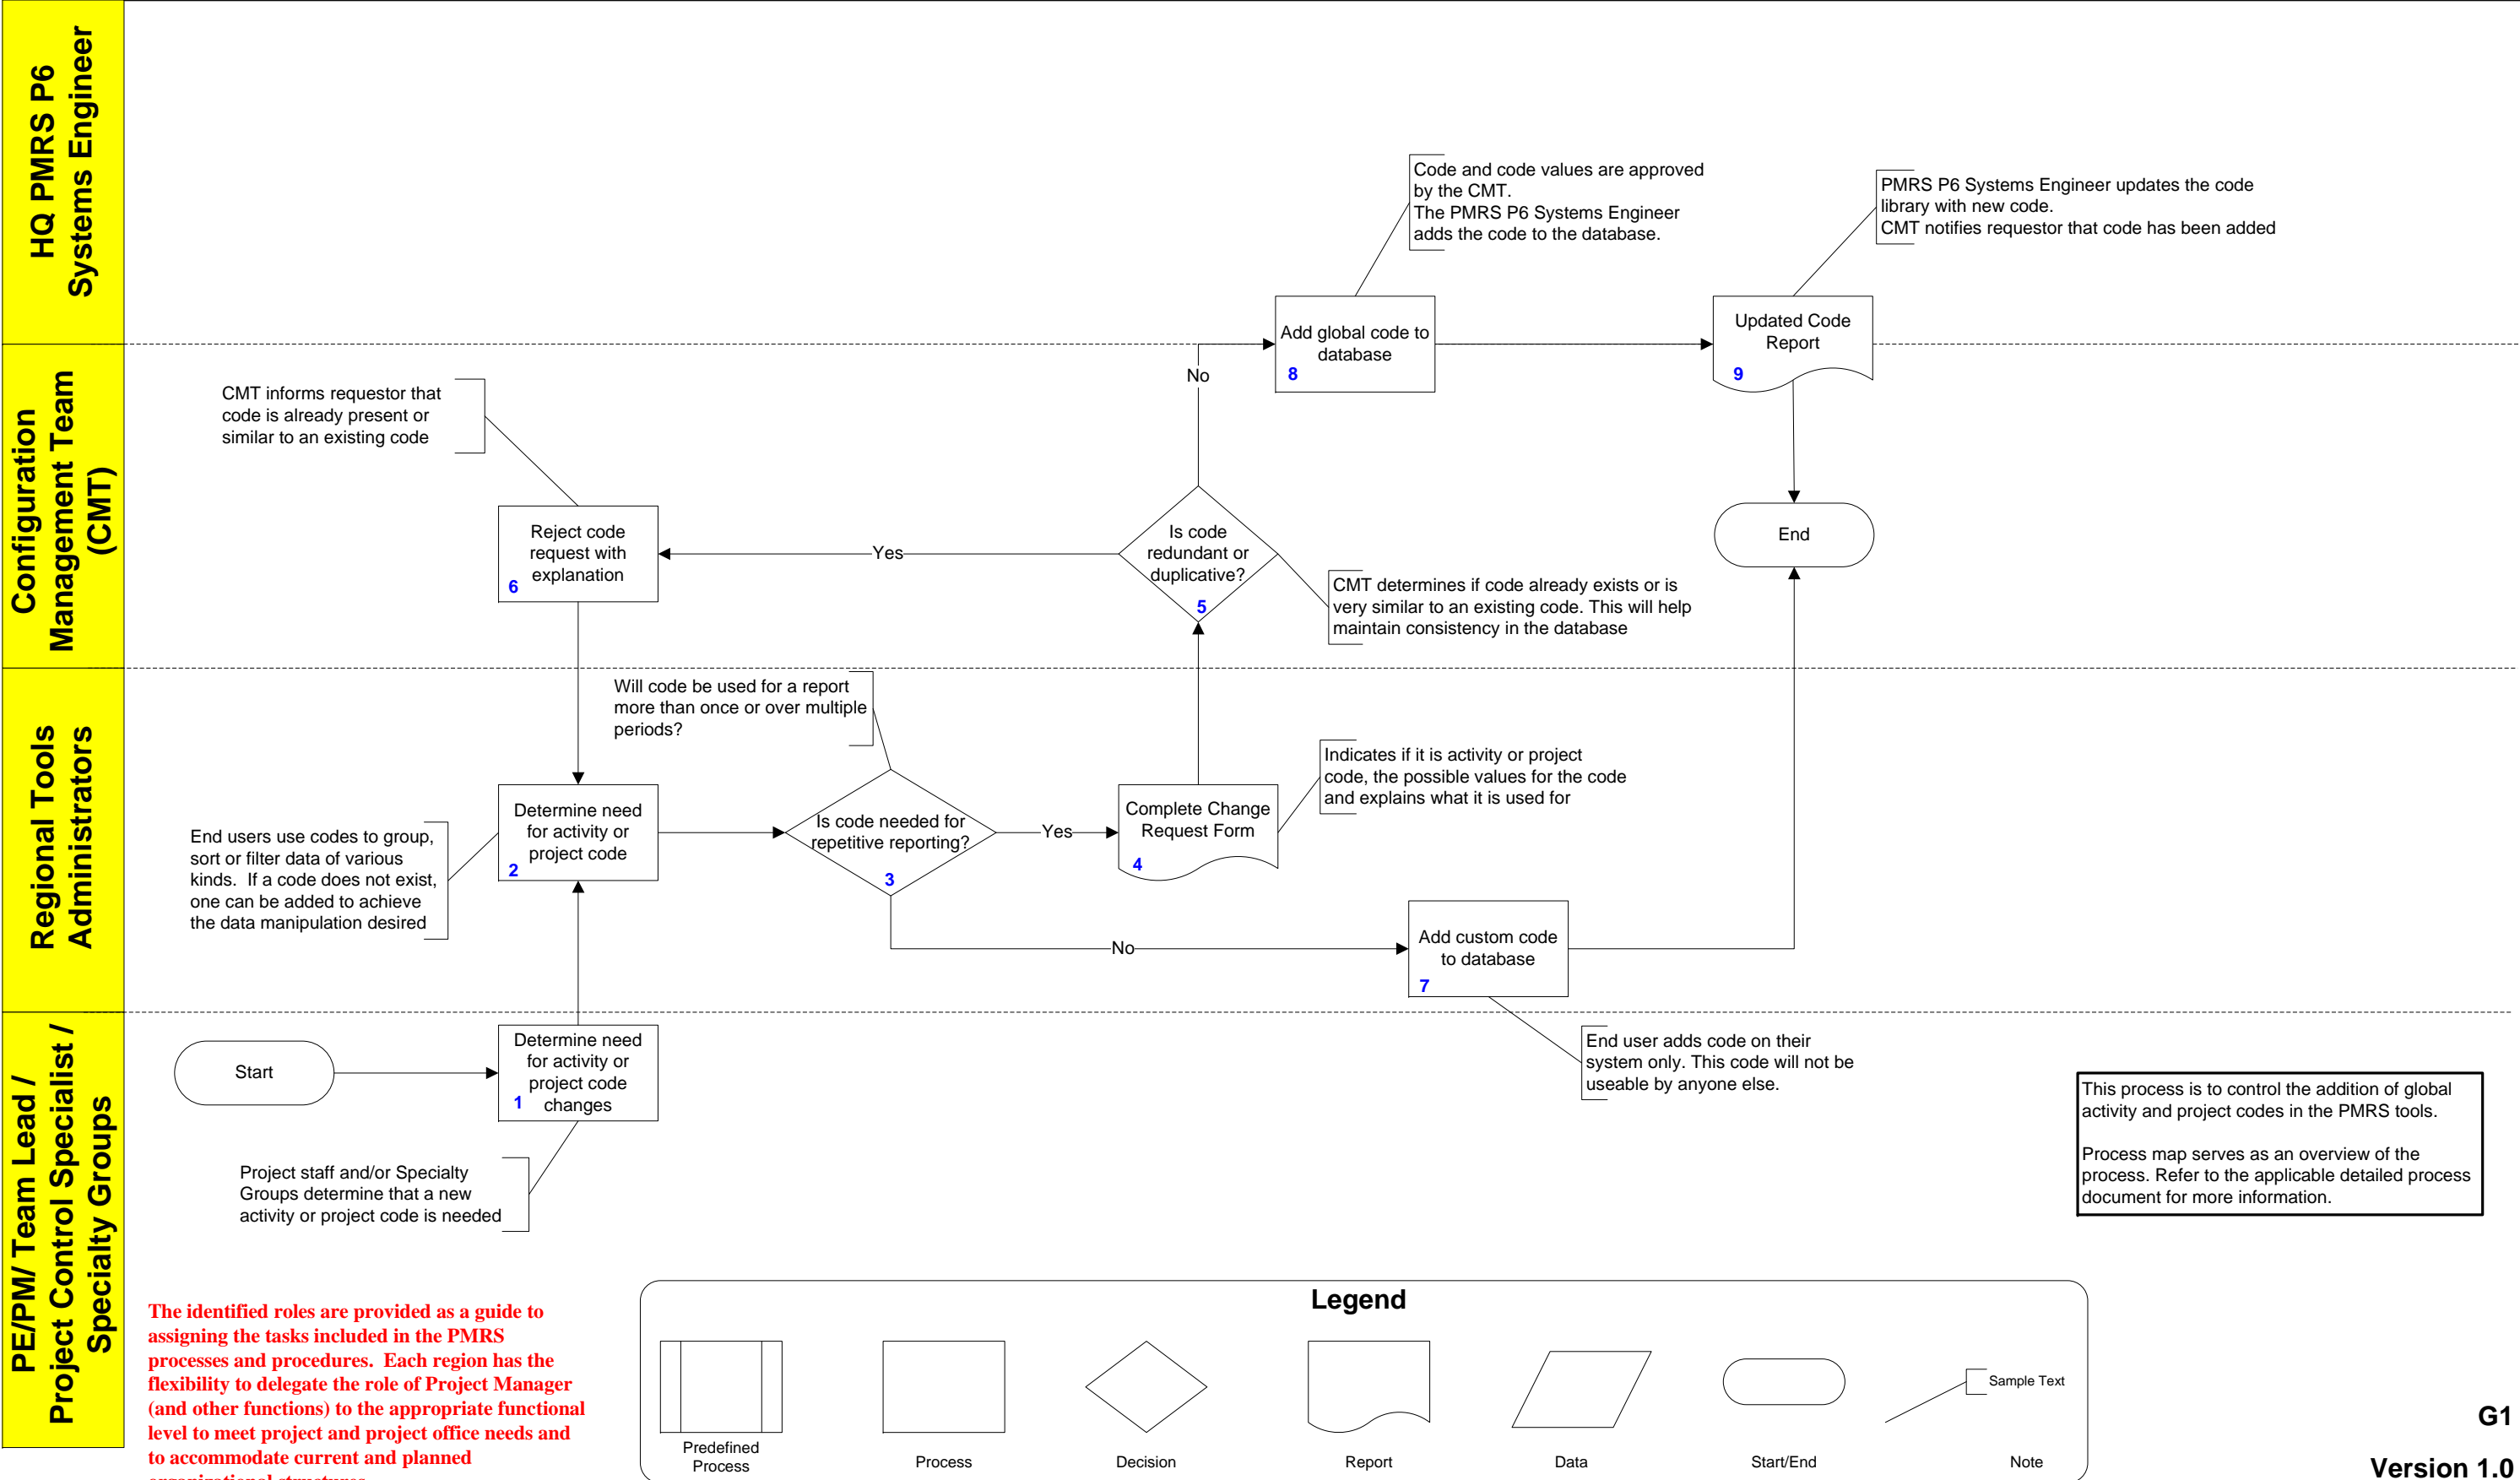 HQ PMRS P6
Systems Engineer
Code and code values are approved
by the CMT.
The PMRS P6 Systems Engineer
adds the code to the database.
PMRS P6 Systems Engineer updates the code
library with new code.
CMT notifies requestor that code has been added
Add global code to
database
8
Updated Code
Report
9
Configuration
Management Team
(CMT)
CMT informs requestor that
code is already present or
similar to an existing code
No
Reject code
request with
explanation
6
Yes
Is code
redundant or
duplicative?
5
End
CMT determines if code already exists or is
very similar to an existing code. This will help
maintain consistency in the database
Regional Tools
Administrators
Will code be used for a report
more than once or over multiple
periods?
Indicates if it is activity or project
code, the possible values for the code
and explains what it is used for
End users use codes to group,
sort or filter data of various
kinds.  If a code does not exist,
one can be added to achieve
the data manipulation desired
Determine need
for activity or
project code
2
Is code needed for
repetitive reporting?
3
Yes
Complete Change
Request Form
4
No
Add custom code
to database
7
PE/PM/ Team Lead /
Project Control Specialist /
Specialty Groups
Start
Determine need
for activity or
project code
changes
1
End user adds code on their
system only. This code will not be
useable by anyone else.
Project staff and/or Specialty
Groups determine that a new
activity or project code is needed
This process is to control the addition of global
activity and project codes in the PMRS tools.
Process map serves as an overview of the
process. Refer to the applicable detailed process
document for more information.
The identified roles are provided as a guide to
assigning the tasks included in the PMRS
processes and procedures.  Each region has the
flexibility to delegate the role of Project Manager
(and other functions) to the appropriate functional
level to meet project and project office needs and
to accommodate current and planned
organizational structures
Legend
Predefined
Process
Process
Decision
Report
Data
Start/End
Sample Text
Note
G1
Version 1.0